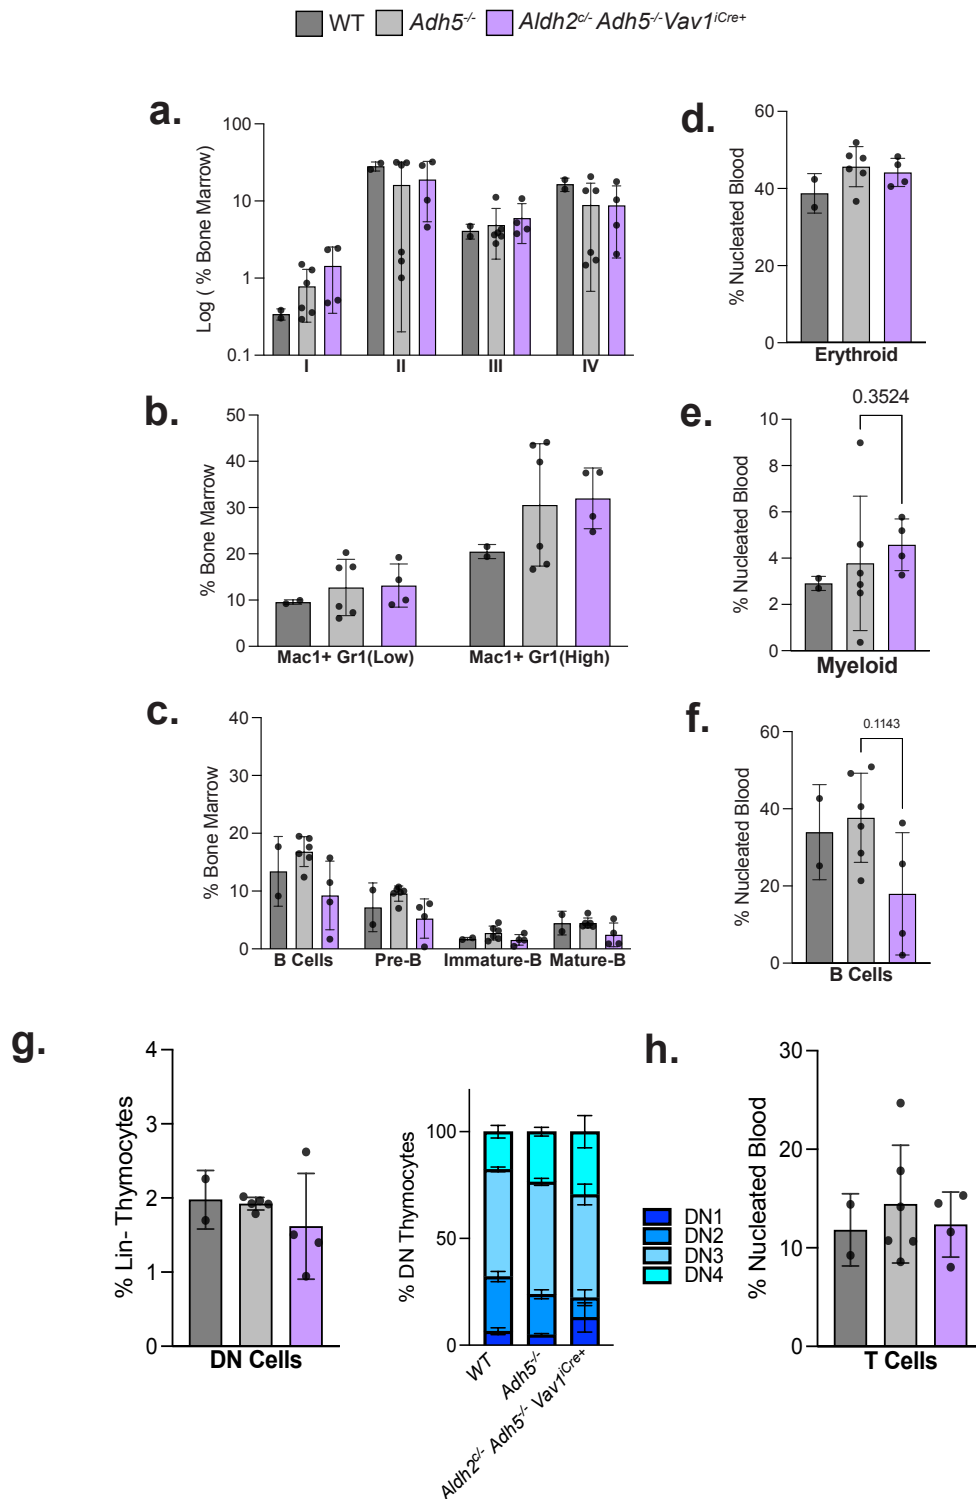 WT Adh5-/- Aldh2c/- Adh5-/-Vav1iCre+
a.
Log ( % Bone Marrow)
100
10
1
0.1
I II III IV
b.
% Bone Marrow
50
40
30
20
10
0
Mac1+ Gr1(Low) Mac1+ Gr1(High)
c.
% Bone Marrow
40
30
20
10
0
B Cells Pre-B Immature-B Mature-B
d.
% Nucleated Blood
60
40
20
0
Erythroid
e.
0.3524
% Nucleated Blood
10
8
6
4
2
0
Myeloid
f.
0.1143
% Nucleated Blood
60
40
20
0
B Cells
g.
% Lin- Thymocytes
4
3
2
1
0
DN Cells
% DN Thymocytes
100
50
0
WT
Adh5-/-
Aldh2c/- Adh5-/- Vav1iCre+
DN1
DN2
DN3
DN4
h.
% Nucleated Blood
30
20
10
0
T Cells